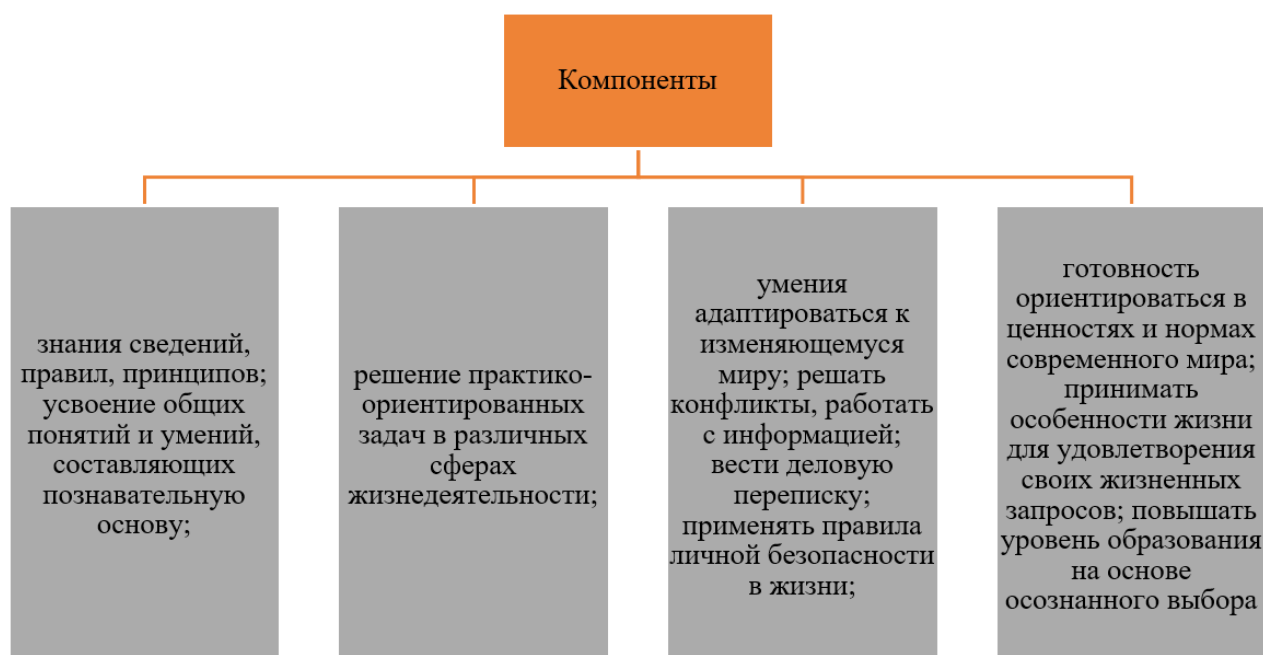 Компоненты
знания сведений,
правил, принципов;
усвоение общих
понятий и умений,
составляющих
познавательную
основу;
решение практико-
ориентированных
задач в различных
сферах
жизнедеятельности;
умения
адаптироваться к
изменяющемуся
миру; решать
конфликты, работать
с информацией;
вести деловую
переписку;
применять правила
личной безопасности
в жизни;
готовность
ориентироваться в
ценностях и нормах
современного мира;
принимать
особенности жизни
для удовлетворения
своих жизненных
запросов; повышать
уровень образования
на основе
осознанного выбора